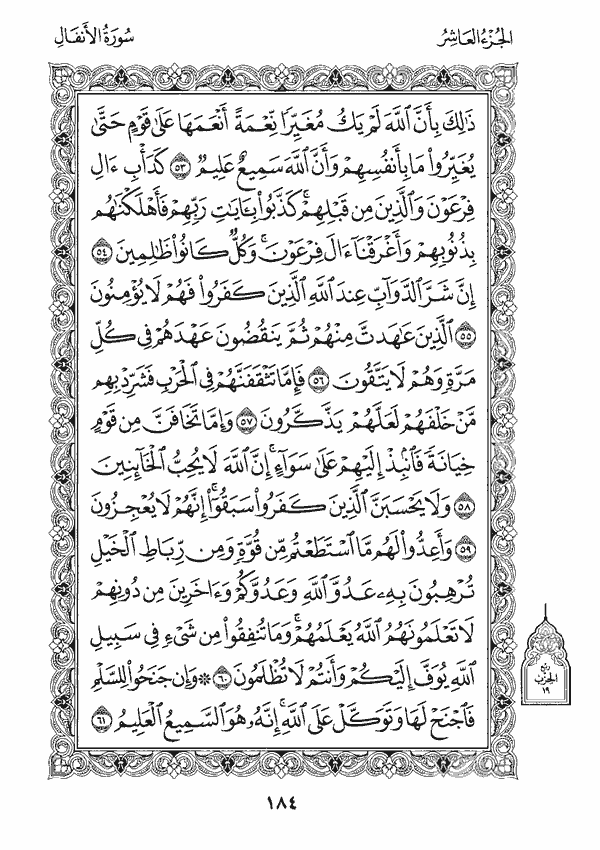 الجُزْءُ العَاشِرُ
سُورَةُ الأَنفَالِ
ذَٰلِكَ بِأَنَّ ٱللَّهَ لَمْ يَكُ مُغَيِّرًا نِّعْمَةً أَنْعَمَهَا عَلَىٰ قَوْمٍ حَتَّىٰ
يُغَيِّرُوا۟ مَا بِأَنفُسِهِمْ وَأَنَّ ٱللَّهَ سَمِيعٌ عَلِيمٌ ٥٣ كَدَأْبِ ءَالِ
فِرْعَوْنَ وَٱلَّذِينَ مِن قَبْلِهِمْ ۚ كَذَّبُوا۟ بِـَٔايَٰتِ رَبِّهِمْ فَأَهْلَكْنَٰهُم
بِذُنُوبِهِمْ وَأَغْرَقْنَآ ءَالَ فِرْعَوْنَ ۚ وَكُلٌّ كَانُوا۟ ظَٰلِمِينَ ٥٤
إِنَّ شَرَّ ٱلدَّوَآبِّ عِندَ ٱللَّهِ ٱلَّذِينَ كَفَرُوا۟ فَهُمْ لَا يُؤْمِنُونَ
٥٥ ٱلَّذِينَ عَٰهَدتَّ مِنْهُمْ ثُمَّ يَنقُضُونَ عَهْدَهُمْ فِى كُلِّ
مَرَّةٍ وَهُمْ لَا يَتَّقُونَ ٥٦ فَإِمَّا تَثْقَفَنَّهُمْ فِى ٱلْحَرْبِ فَشَرِّدْ بِهِم
مَّنْ خَلْفَهُمْ لَعَلَّهُمْ يَذَّكَّرُونَ ٥٧ وَإِمَّا تَخَافَنَّ مِن قَوْمٍ
خِيَانَةً فَٱنۢبِذْ إِلَيْهِمْ عَلَىٰ سَوَآءٍ ۚ إِنَّ ٱللَّهَ لَا يُحِبُّ ٱلْخَآئِنِينَ
٥٨ وَلَا يَحْسَبَنَّ ٱلَّذِينَ كَفَرُوا۟ سَبَقُوٓا۟ ۚ إِنَّهُمْ لَا يُعْجِزُونَ
٥٩ وَأَعِدُّوا۟ لَهُم مَّا ٱسْتَطَعْتُم مِّن قُوَّةٍ وَمِن رِّبَاطِ ٱلْخَيْلِ
تُرْهِبُونَ بِهِۦ عَدُوَّ ٱللَّهِ وَعَدُوَّكُمْ وَءَاخَرِينَ مِن دُونِهِمْ
لَا تَعْلَمُونَهُمُ ٱللَّهُ يَعْلَمُهُمْ ۚ وَمَا تُنفِقُوا۟ مِن شَىْءٍ فِى سَبِيلِ
ٱللَّهِ يُوَفَّ إِلَيْكُمْ وَأَنتُمْ لَا تُظْلَمُونَ ٦٠ ۞ وَإِن جَنَحُوا۟ لِلسَّلْمِ
فَٱجْنَحْ لَهَا وَتَوَكَّلْ عَلَى ٱللَّهِ ۚ إِنَّهُۥ هُوَ ٱلسَّمِيعُ ٱلْعَلِيمُ ٦١
ربع
الحزب
١٩
١٨٤